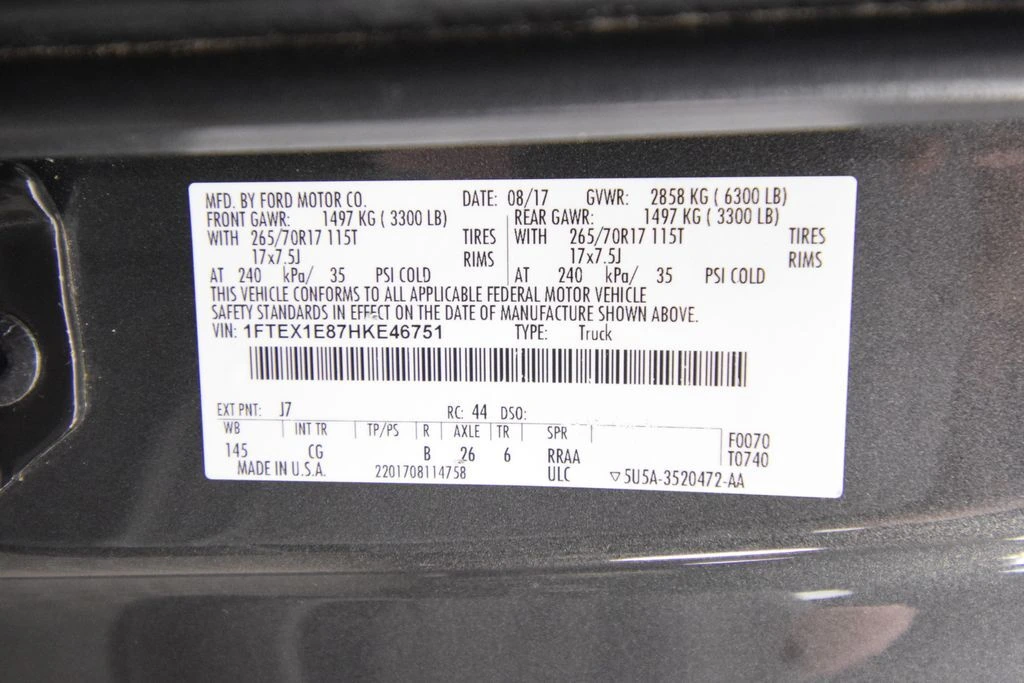 MFD. BY FORD MOTOR CO. DATE: 08/17 GVWR: 2858 KG ( 6300 LB)
FRONT GAWR: 1497 KG ( 3300 LB) REAR GAWR: 1497 KG ( 3300 LB)
WITH 265/70R17 115T TIRES WITH 265/70R17 115T TIRES
17x7.5J RIMS 17x7.5J RIMS
AT 240 kPa/ 35 PSI COLD AT 240 kPa/ 35 PSI COLD
THIS VEHICLE CONFORMS TO ALL APPLICABLE FEDERAL MOTOR VEHICLE
SAFETY STANDARDS IN EFFECT ON THE DATE OF MANUFACTURE SHOWN ABOVE.
VIN: 1FTEX1E87HKE46751 TYPE: Truck
EXT PNT: J7 RC: 44 DSO:
WB INT TR TP/PS R AXLE TR SPR F0070
145 CG B 26 6 RRAA T0740
MADE IN U.S.A. 2201708114758 ULC ▽5U5A-3520472-AA